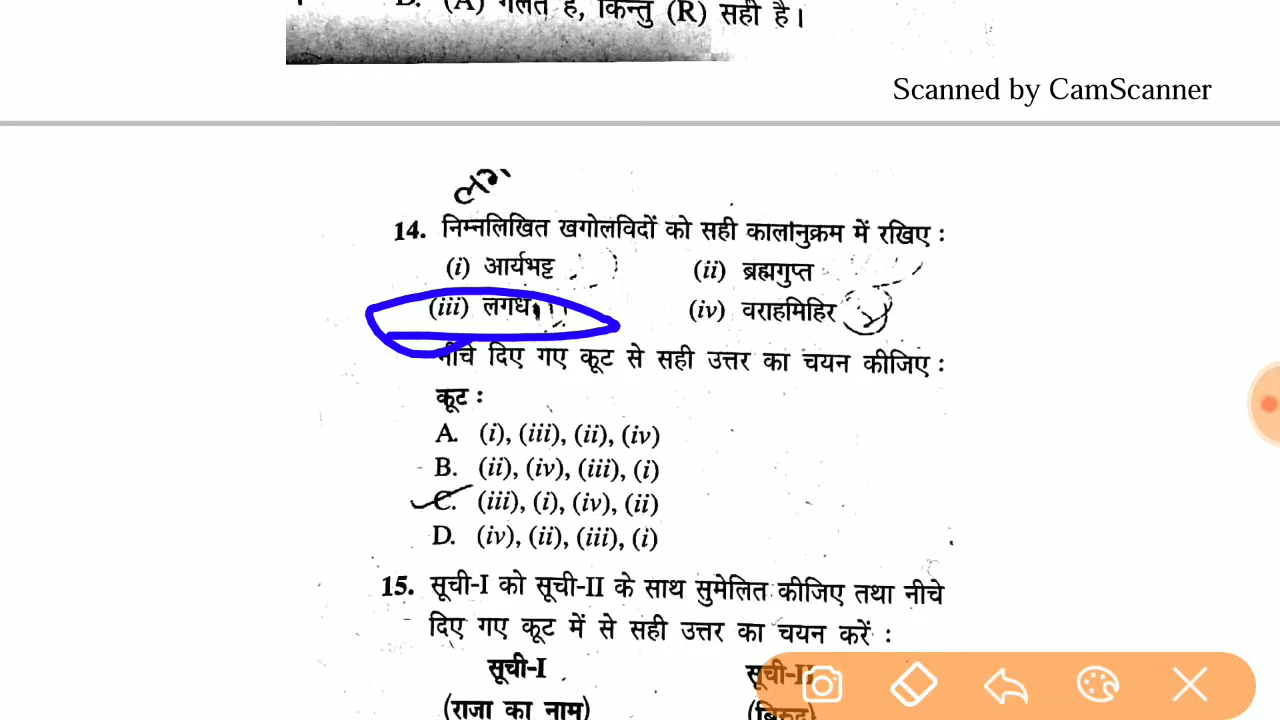 D. (A) गलत है, किन्तु (R) सही है।
Scanned by CamScanner
लग
14. निम्नलिखित खगोलविदों को सही कालानुक्रम में रखिए :
(i) आर्यभट्ट (ii) ब्रह्मगुप्त
(iii) लगध (iv) वराहमिहिर
नीचे दिए गए कूट से सही उत्तर का चयन कीजिए :
कूट :
A. (i), (iii), (ii), (iv)
B. (ii), (iv), (iii), (i)
C. (iii), (i), (iv), (ii)
D. (iv), (ii), (iii), (i)
15. सूची-I को सूची-II के साथ सुमेलित कीजिए तथा नीचे
दिए गए कूट में से सही उत्तर का चयन करें :
सूची-I सूची-II
(राजा का नाम) (बिरुद)